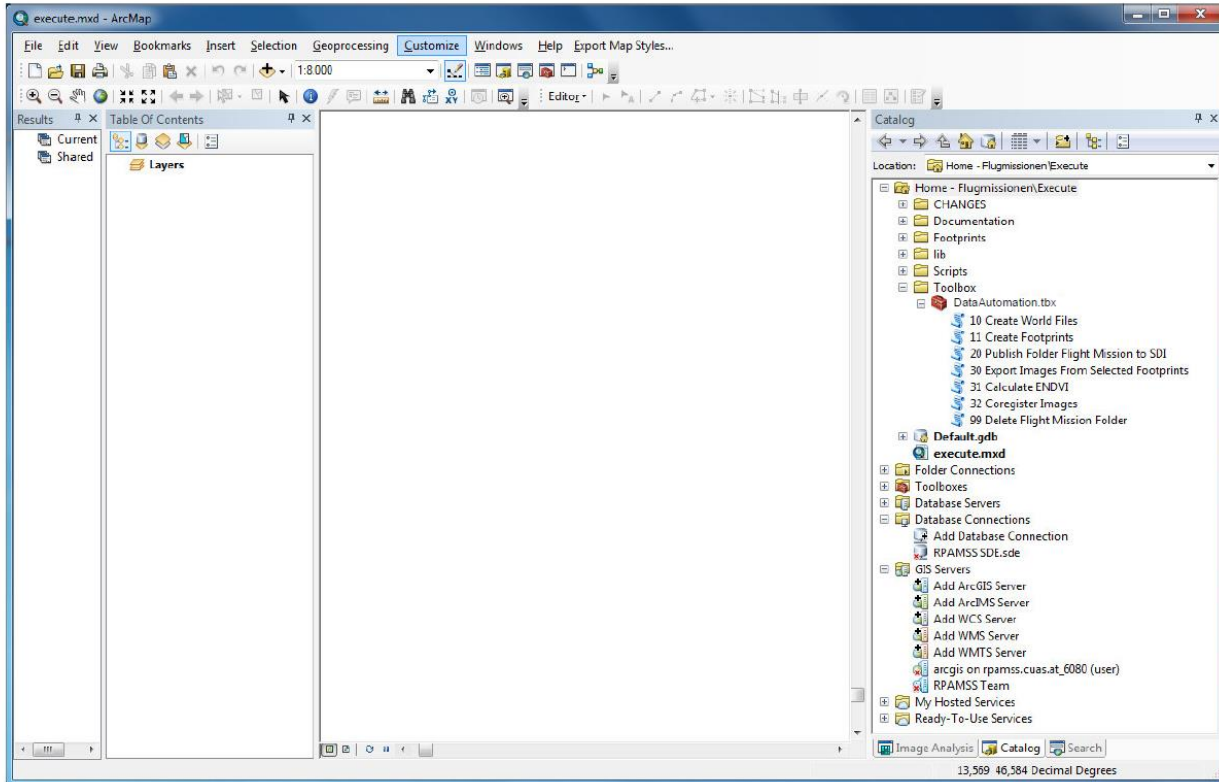 execute.mxd - ArcMap
File Edit View Bookmarks Insert Selection Geoprocessing Customize Windows Help Export Map Styles...
1:8 000
Editor
Results
Current
Shared
Table Of Contents
Layers
Catalog
Location: Home - Flugmissionen\Execute
Home - Flugmissionen\Execute
CHANGES
Documentation
Footprints
lib
Scripts
Toolbox
DataAutomation.tbx
10 Create World Files
11 Create Footprints
20 Publish Folder Flight Mission to SDI
30 Export Images From Selected Footprints
31 Calculate ENDVI
32 Coregister Images
99 Delete Flight Mission Folder
Default.gdb
execute.mxd
Folder Connections
Toolboxes
Database Servers
Database Connections
Add Database Connection
RPAMSS SDE.sde
GIS Servers
Add ArcGIS Server
Add ArcIMS Server
Add WCS Server
Add WMS Server
Add WMTS Server
arcgis on rpamss.cuas.at_6080 (user)
RPAMSS Team
My Hosted Services
Ready-To-Use Services
Image Analysis Catalog Search
13,569 46,584 Decimal Degrees